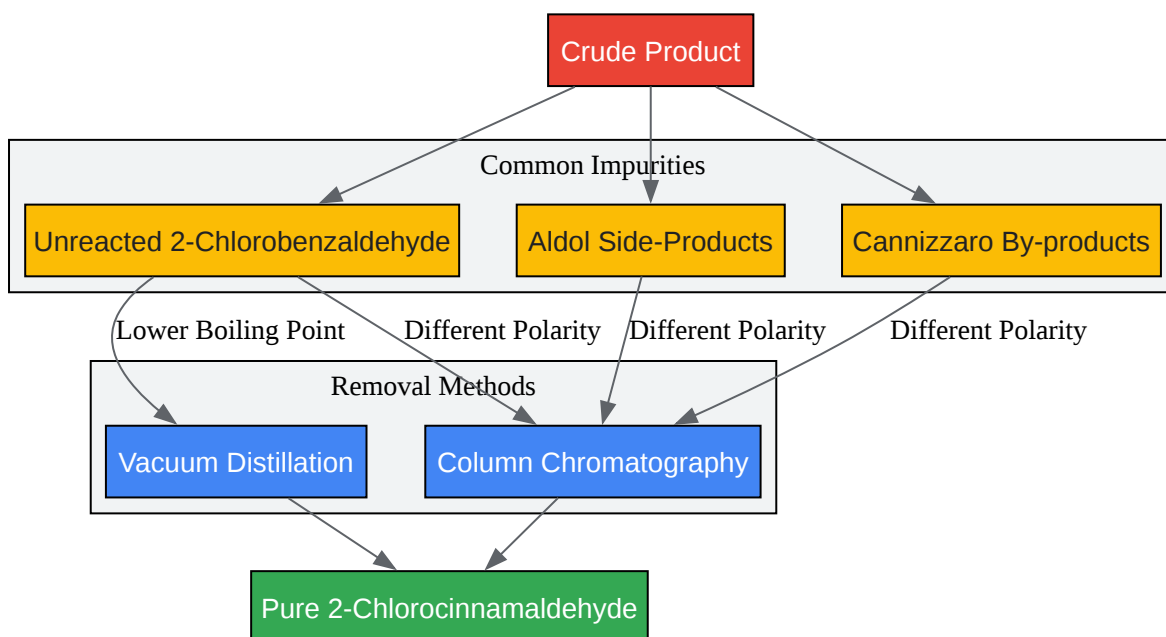 Crude Product
Common Impurities
Unreacted 2-Chlorobenzaldehyde
Aldol Side-Products
Cannizzaro By-products
Lower Boiling Point
Different Polarity
Different Polarity
Different Polarity
Removal Methods
Vacuum Distillation
Column Chromatography
Pure 2-Chlorocinnamaldehyde